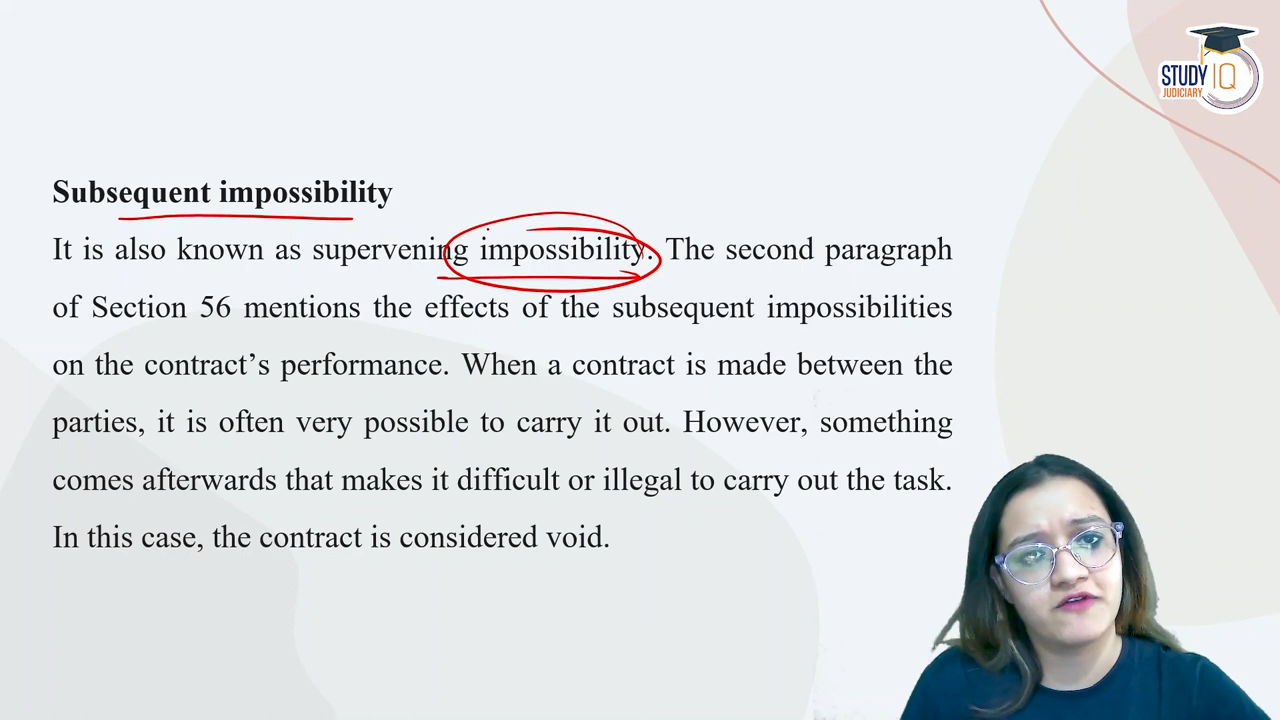 STUDY IQ
JUDICIARY
Subsequent impossibility
It is also known as supervening impossibility. The second paragraph
of Section 56 mentions the effects of the subsequent impossibilities
on the contract’s performance. When a contract is made between the
parties, it is often very possible to carry it out. However, something
comes afterwards that makes it difficult or illegal to carry out the task.
In this case, the contract is considered void.